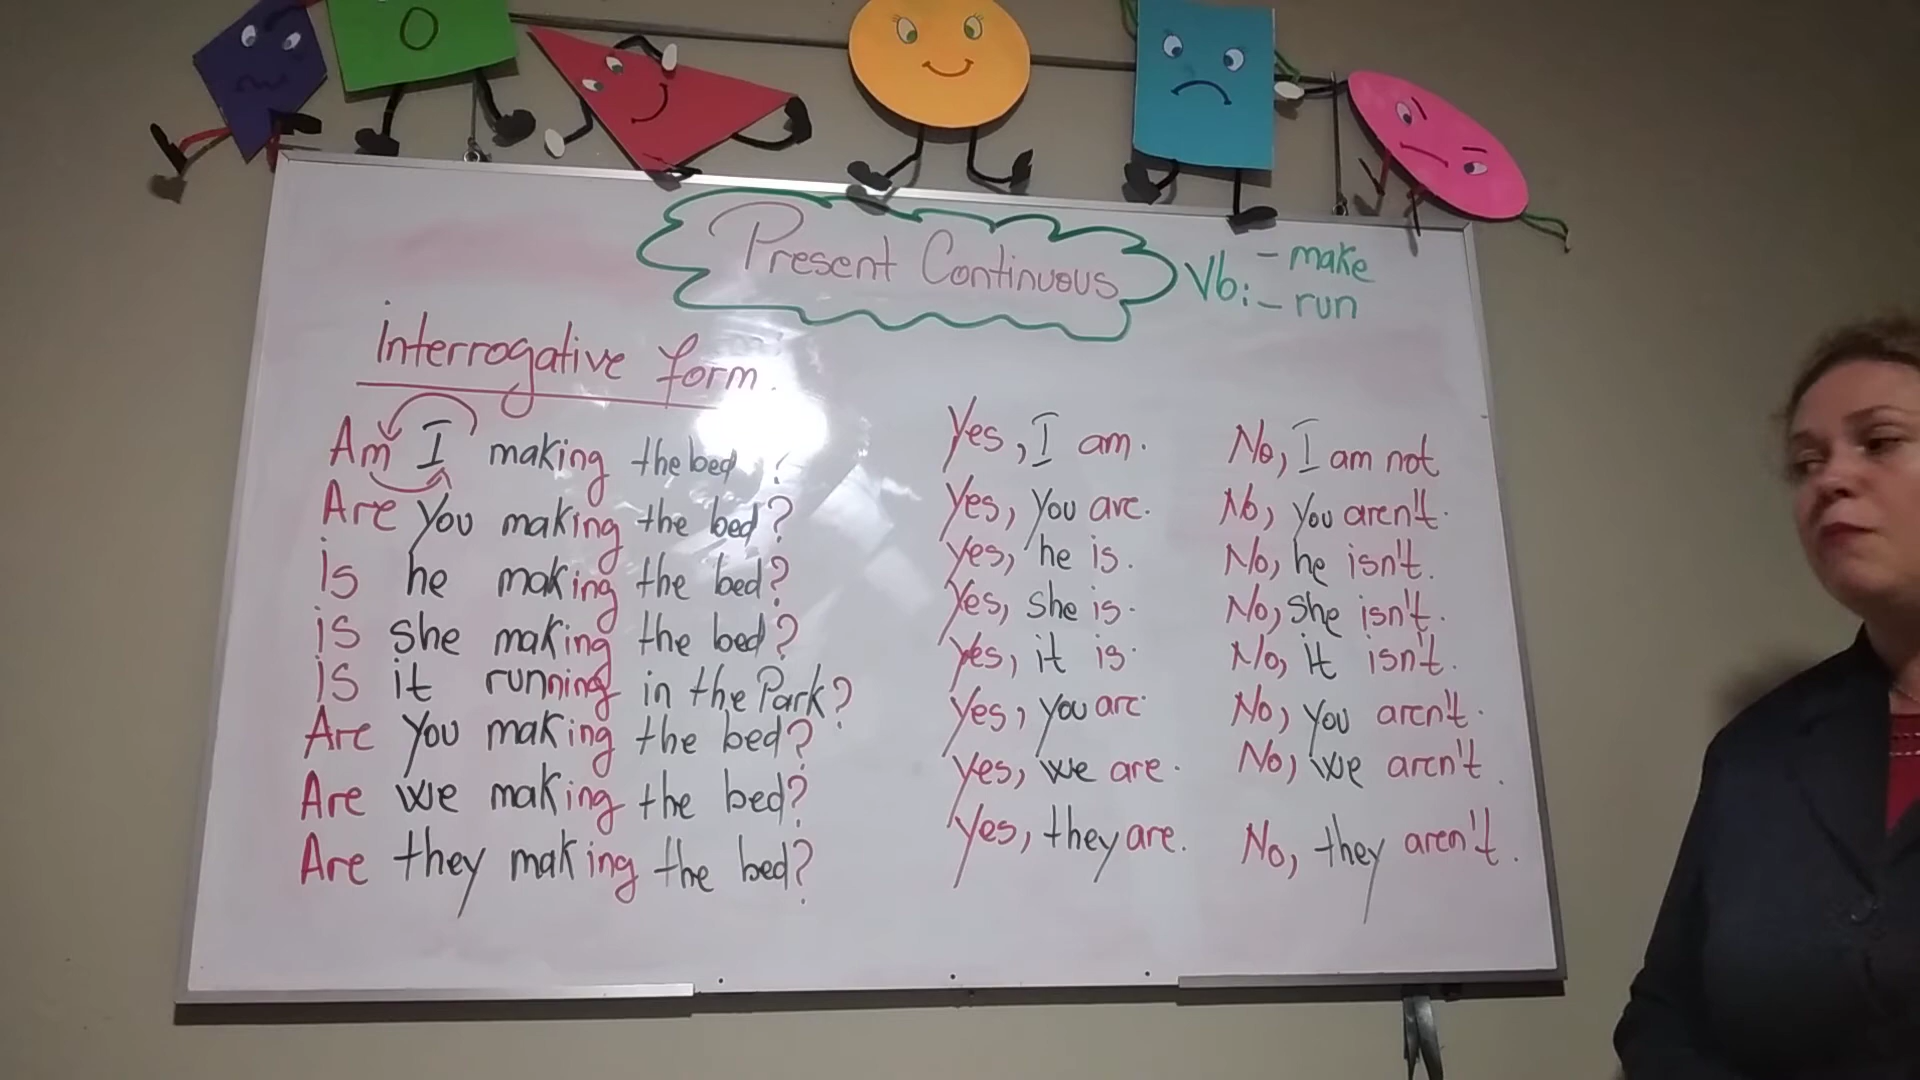 Present Continuous
Vb: - make
- run
Interrogative form.
Am I making the bed ?
Yes, I am.
No, I am not
Are you making the bed?
Yes, you are.
No, you aren't.
Is he making the bed?
Yes, he is.
No, he isn't.
is she making the bed?
Yes, she is.
No, she isn't.
is it running in the Park?
Yes, it is.
No, it isn't.
Are you making the bed?
Yes, you are.
No, you aren't.
Are we making the bed?
Yes, we are.
No, we aren't.
Are they making the bed?
Yes, they are.
No, they aren't.